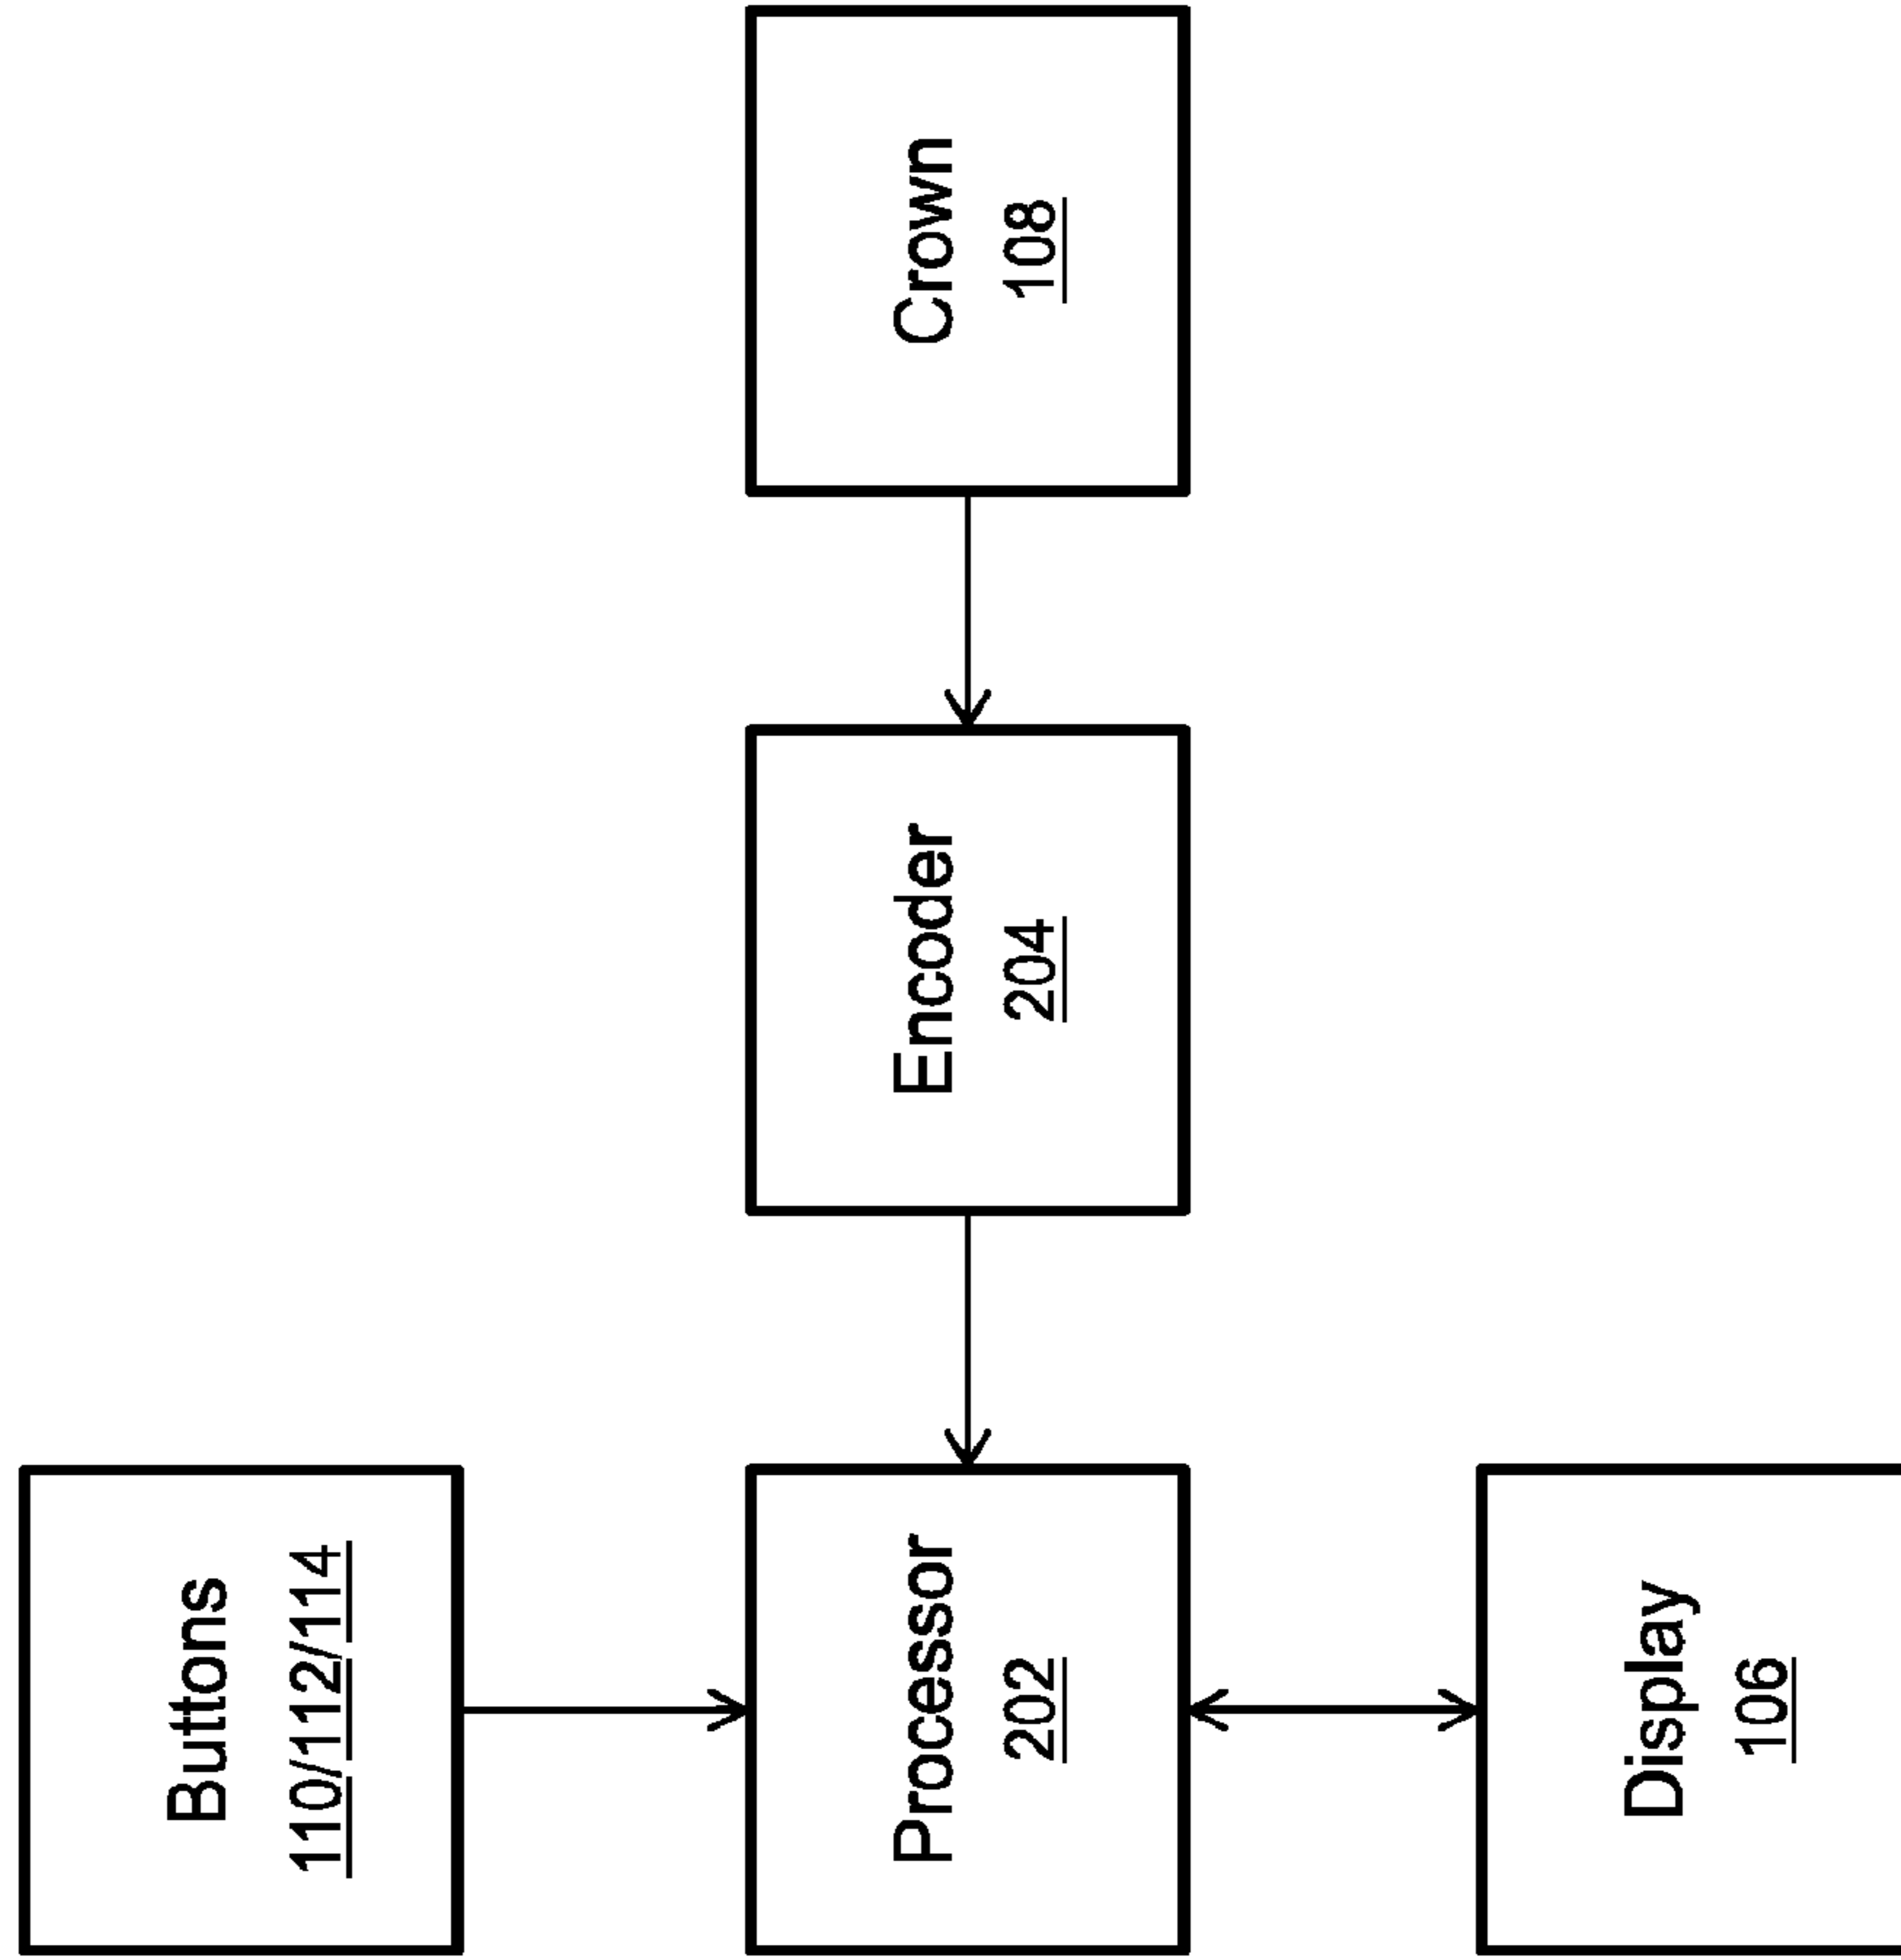 Buttons
110/112/114
Processor
202
Encoder
204
Crown
108
Display
106